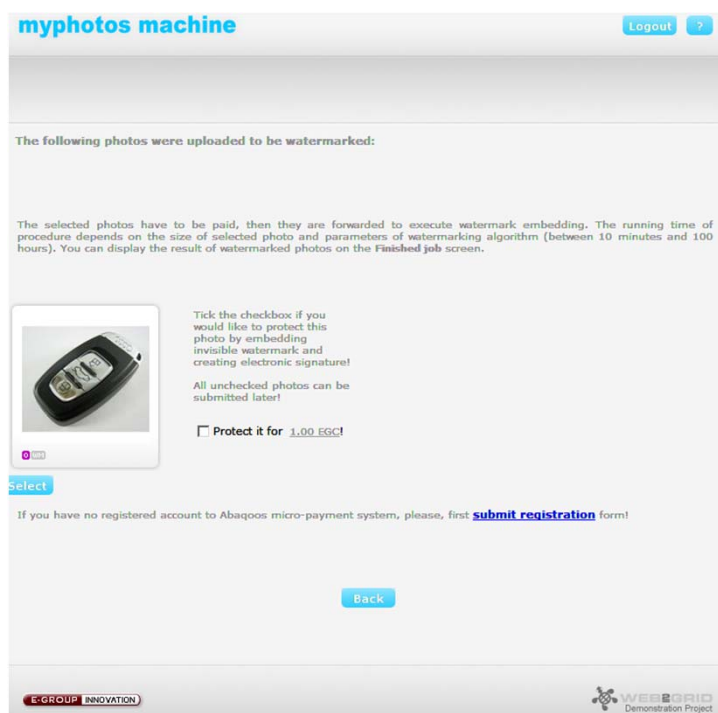 myphotos machine
Logout
?
The following photos were uploaded to be watermarked:
The selected photos have to be paid, then they are forwarded to execute watermark embedding. The running time of
procedure depends on the size of selected photo and parameters of watermarking algorithm (between 10 minutes and 100
hours). You can display the result of watermarked photos on the Finished job screen.
Tick the checkbox if you
would like to protect this
photo by embedding
invisible watermark and
creating electronic signature!
All unchecked photos can be
submitted later!
Protect it for 1.00 EGC!
Select
If you have no registered account to Abaqoos micro-payment system, please, first submit registration form!
Back
E-GROUP INNOVATION
WEB2GRID
Demonstration Project